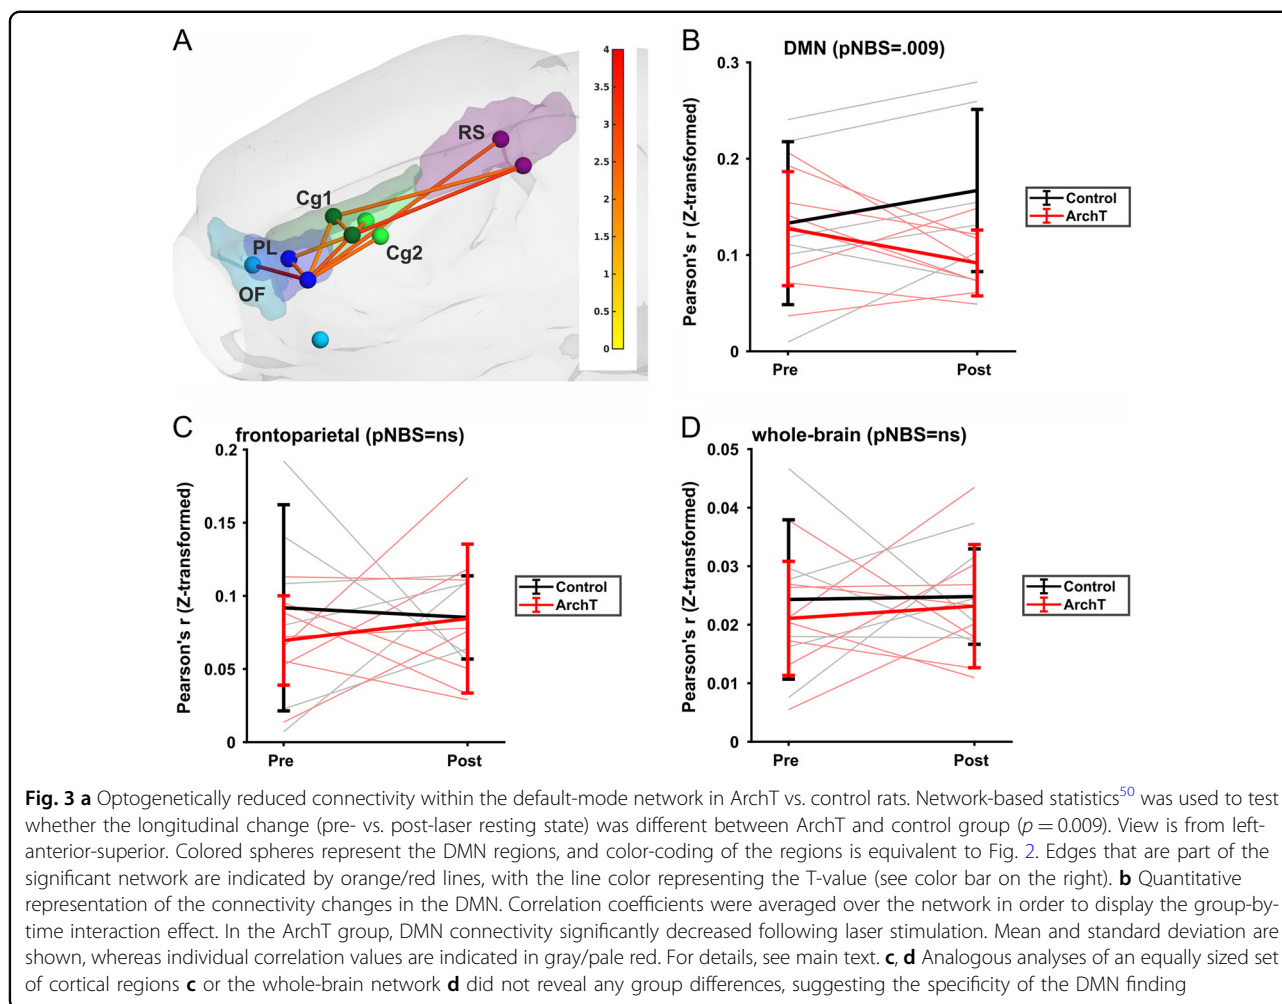 A
RS
Cg1
Cg2
PL
OF
4
3.5
3
2.5
2
1.5
1
0.5
0
B
DMN (pNBS=.009)
Pearson's r (Z-transformed)
0.3
0.2
0.1
0
Pre
Post
Control
ArchT
C
frontoparietal (pNBS=ns)
Pearson's r (Z-transformed)
0.2
0.15
0.1
0.05
0
Pre
Post
Control
ArchT
D
whole-brain (pNBS=ns)
Pearson's r (Z-transformed)
0.05
0.04
0.03
0.02
0.01
0
Pre
Post
Control
ArchT
Fig. 3 a Optogenetically reduced connectivity within the default-mode network in ArchT vs. control rats. Network-based statistics50 was used to test
whether the longitudinal change (pre- vs. post-laser resting state) was different between ArchT and control group (p = 0.009). View is from left-
anterior-superior. Colored spheres represent the DMN regions, and color-coding of the regions is equivalent to Fig. 2. Edges that are part of the
significant network are indicated by orange/red lines, with the line color representing the T-value (see color bar on the right). b Quantitative
representation of the connectivity changes in the DMN. Correlation coefficients were averaged over the network in order to display the group-by-
time interaction effect. In the ArchT group, DMN connectivity significantly decreased following laser stimulation. Mean and standard deviation are
shown, whereas individual correlation values are indicated in gray/pale red. For details, see main text. c, d Analogous analyses of an equally sized set
of cortical regions c or the whole-brain network d did not reveal any group differences, suggesting the specificity of the DMN finding